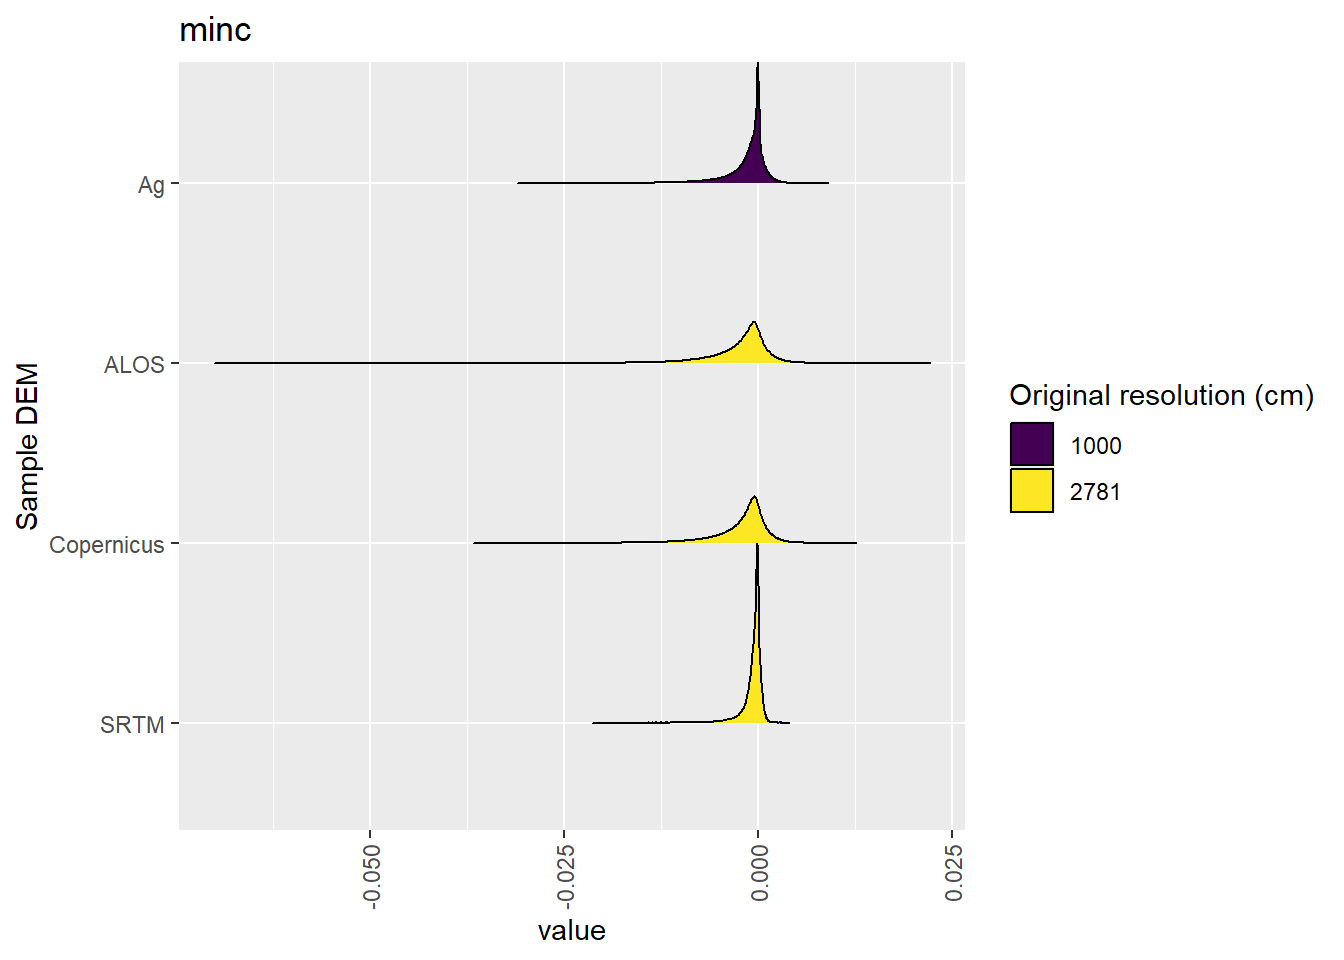 minc
Ag
ALOS
Copernicus
SRTM
Sample DEM
-0.050
-0.025
0.000
0.025
value
Original resolution (cm)
1000
2781